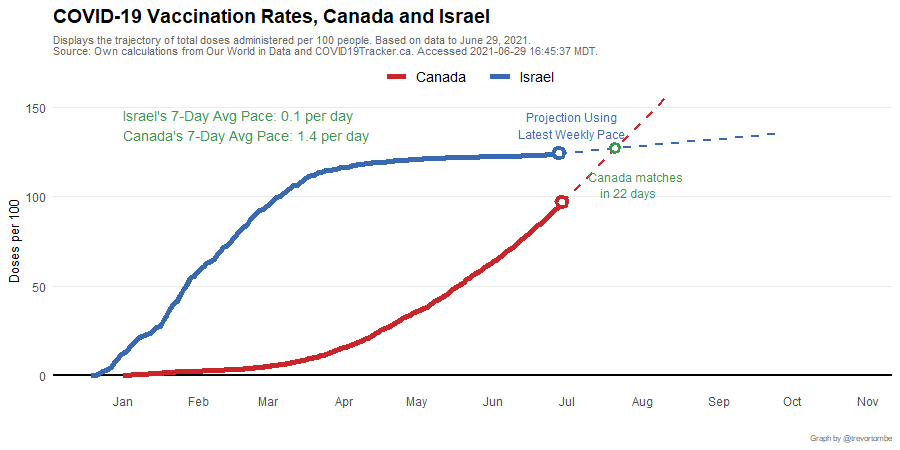 COVID-19 Vaccination Rates, Canada and Israel
Displays the trajectory of total doses administered per 100 people. Based on data to June 29, 2021.
Source: Own calculations from Our World in Data and COVID19Tracker.ca. Accessed 2021-06-29 16:45:37 MDT.
Canada Israel
150
Israel's 7-Day Avg Pace: 0.1 per day
Canada's 7-Day Avg Pace: 1.4 per day
Projection Using
Latest Weekly Pace
Canada matches
in 22 days
100
50
0
Doses per 100
Jan Feb Mar Apr May Jun Jul Aug Sep Oct Nov
Graph by @trevortombe